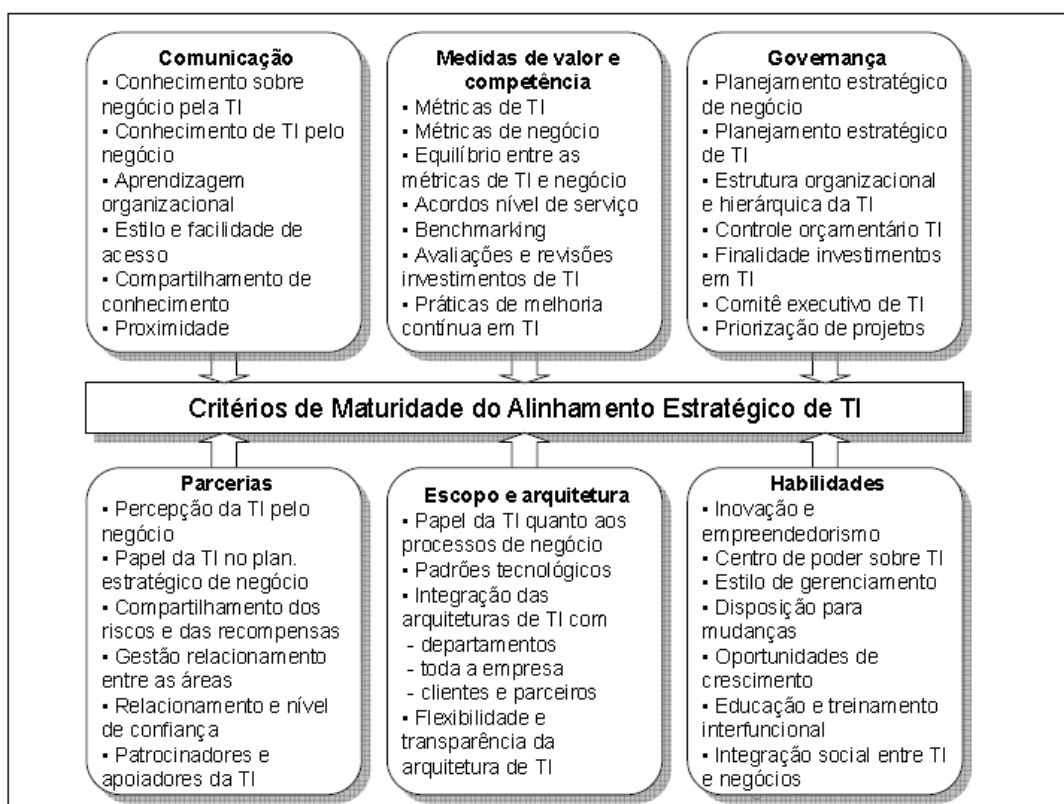 Comunicação
▪ Conhecimento sobre
negócio pela TI
▪ Conhecimento de TI pelo
negócio
▪ Aprendizagem
organizacional
▪ Estilo e facilidade de
acesso
▪ Compartilhamento de
conhecimento
▪ Proximidade
Medidas de valor e
competência
▪ Métricas de TI
▪ Métricas de negócio
▪ Equilíbrio entre as
métricas de TI e negócio
▪ Acordos nível de serviço
▪ Benchmarking
▪ Avaliações e revisões
investimentos de TI
▪ Práticas de melhoria
contínua em TI
Governança
▪ Planejamento estratégico
de negócio
▪ Planejamento estratégico
de TI
▪ Estrutura organizacional
e hierárquica da TI
▪ Controle orçamentário TI
▪ Finalidade investimentos
em TI
▪ Comitê executivo de TI
▪ Priorização de projetos
Critérios de Maturidade do Alinhamento Estratégico de TI
Parcerias
▪ Percepção da TI pelo
negócio
▪ Papel da TI no plan.
estratégico de negócio
▪ Compartilhamento dos
riscos e das recompensas
▪ Gestão relacionamento
entre as áreas
▪ Relacionamento e nível
de confiança
▪ Patrocinadores e
apoiadores da TI
Escopo e arquitetura
▪ Papel da TI quanto aos
processos de negócio
▪ Padrões tecnológicos
▪ Integração das
arquiteturas de TI com
- departamentos
- toda a empresa
- clientes e parceiros
▪ Flexibilidade e
transparência da
arquitetura de TI
Habilidades
▪ Inovação e
empreendedorismo
▪ Centro de poder sobre TI
▪ Estilo de gerenciamento
▪ Disposição para
mudanças
▪ Oportunidades de
crescimento
▪ Educação e treinamento
interfuncional
▪ Integração social entre TI
e negócios